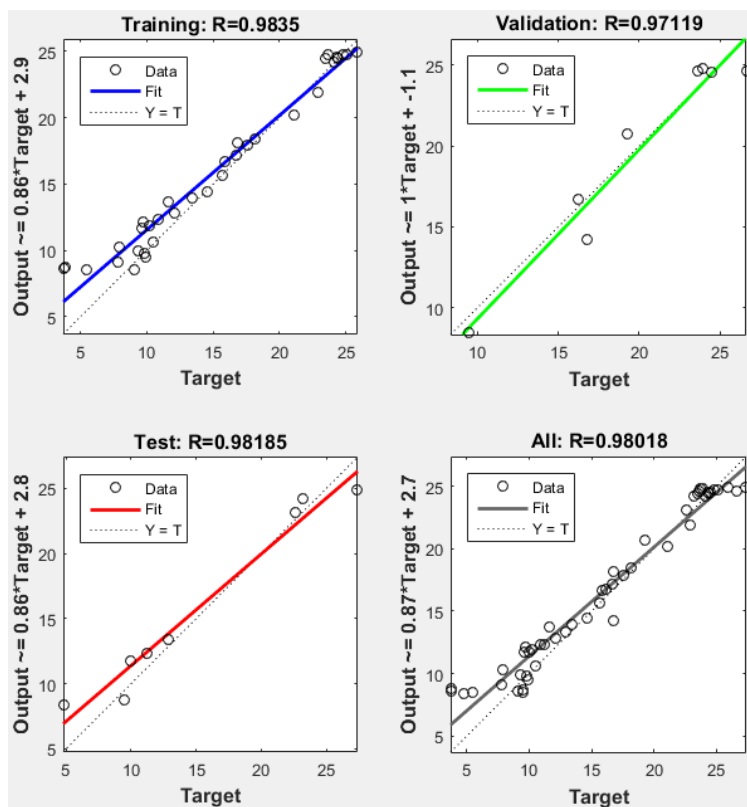 Training: R=0.9835
Output ~= 0.86*Target + 2.9
25
20
15
10
5
Data
Fit
Y = T
5 10 15 20 25
Target
Validation: R=0.97119
Output ~= 1*Target + -1.1
25
20
15
10
Data
Fit
Y = T
10 15 20 25
Target
Test: R=0.98185
Output ~= 0.86*Target + 2.8
25
20
15
10
5
Data
Fit
Y = T
5 10 15 20 25
Target
All: R=0.98018
Output ~= 0.87*Target + 2.7
25
20
15
10
5
Data
Fit
Y = T
5 10 15 20 25
Target